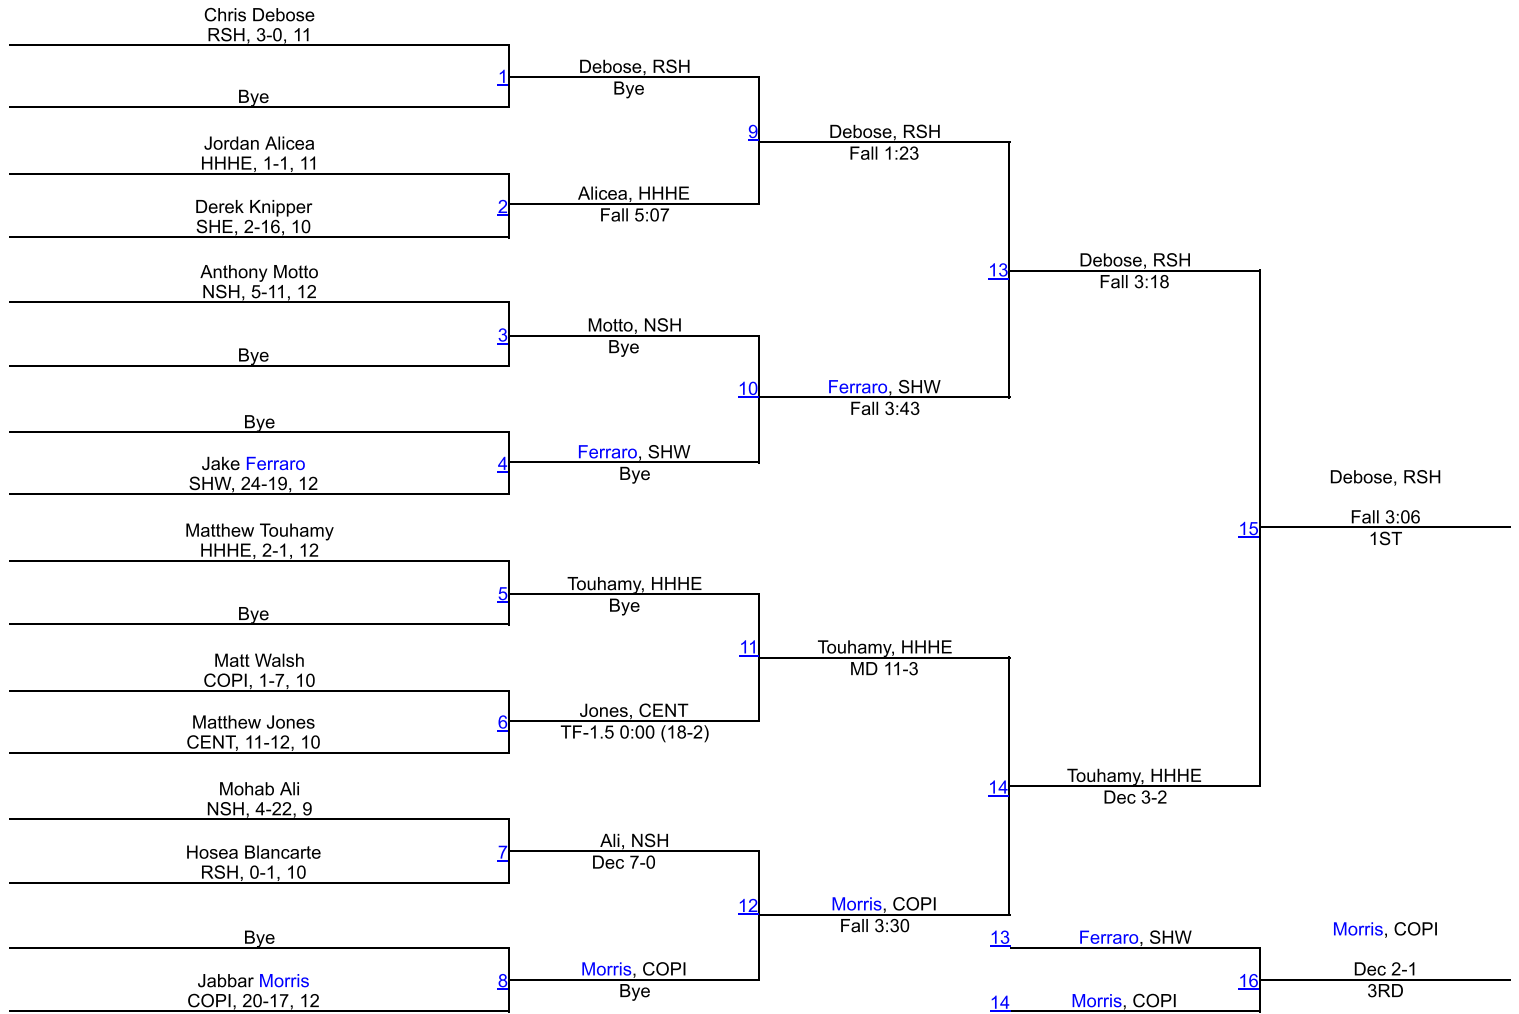 Chris Debose
RSH, 3-0, 11
1
Bye
Jordan Alicea
HHHE, 1-1, 11
2
Derek Knipper
SHE, 2-16, 10
Anthony Motto
NSH, 5-11, 12
3
Bye
Bye
4
Jake Ferraro
SHW, 24-19, 12
Matthew Touhamy
HHHE, 2-1, 12
5
Bye
Matt Walsh
COPI, 1-7, 10
6
Matthew Jones
CENT, 11-12, 10
Mohab Ali
NSH, 4-22, 9
7
Hosea Blancarte
RSH, 0-1, 10
Bye
8
Jabbar Morris
COPI, 20-17, 12
Debose, RSH
Bye
9
Alicea, HHHE
Fall 5:07
Motto, NSH
Bye
10
Ferraro, SHW
Bye
Touhamy, HHHE
Bye
11
Jones, CENT
TF-1.5 0:00 (18-2)
Ali, NSH
Dec 7-0
12
Morris, COPI
Bye
Debose, RSH
Fall 1:23
13
Ferraro, SHW
Fall 3:43
Touhamy, HHHE
MD 11-3
14
Morris, COPI
Fall 3:30
Debose, RSH
Fall 3:18
15
Touhamy, HHHE
Dec 3-2
Debose, RSH
Fall 3:06
1ST
13
Ferraro, SHW
16
14
Morris, COPI
Morris, COPI
Dec 2-1
3RD